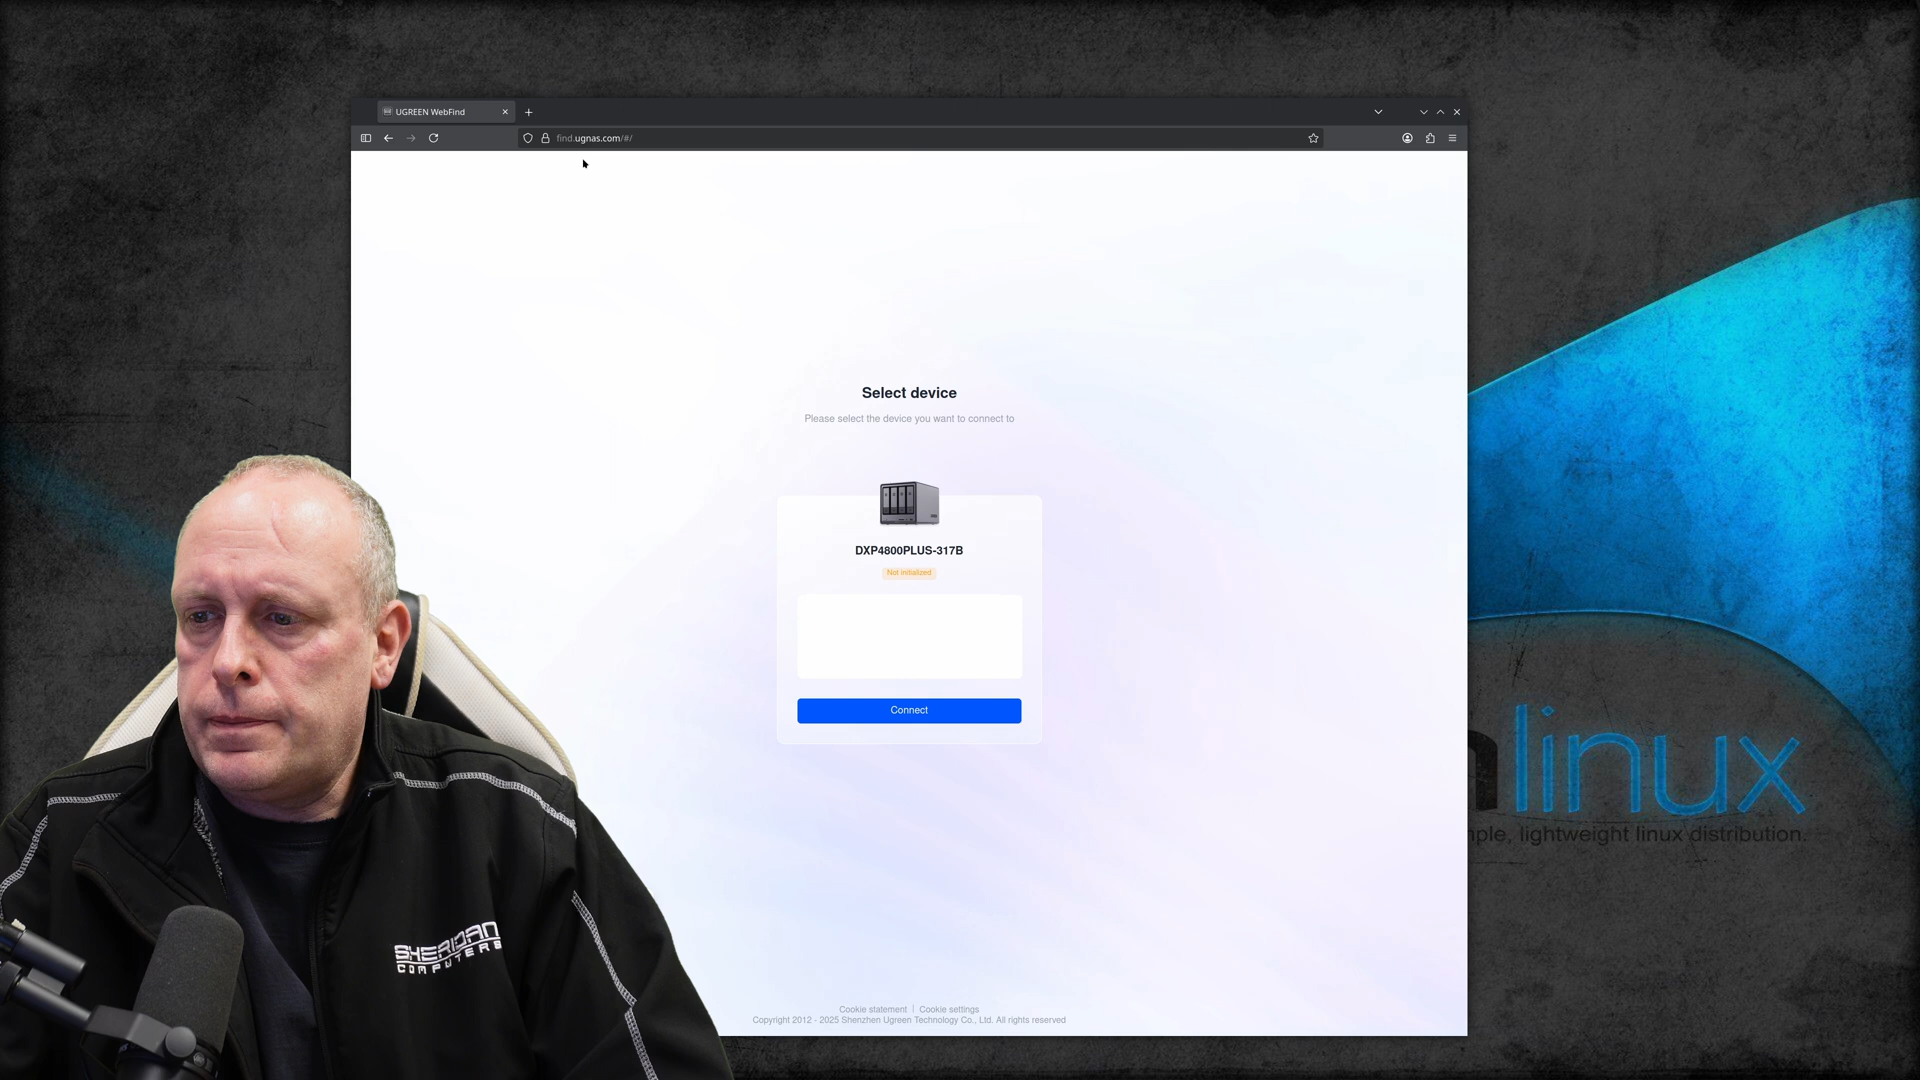 UGREEN WebFind
find.ugnas.com/#/
Select device
Please select the device you want to connect to
DXP4800PLUS-317B
Not initialized
Connect
linux
lightweight linux distribution.
SHERIDAN
COMPUTERS
Cookie statement | Cookie settings
Copyright 2012 - 2025 Shenzhen Ugreen Technology Co., Ltd. All rights reserved